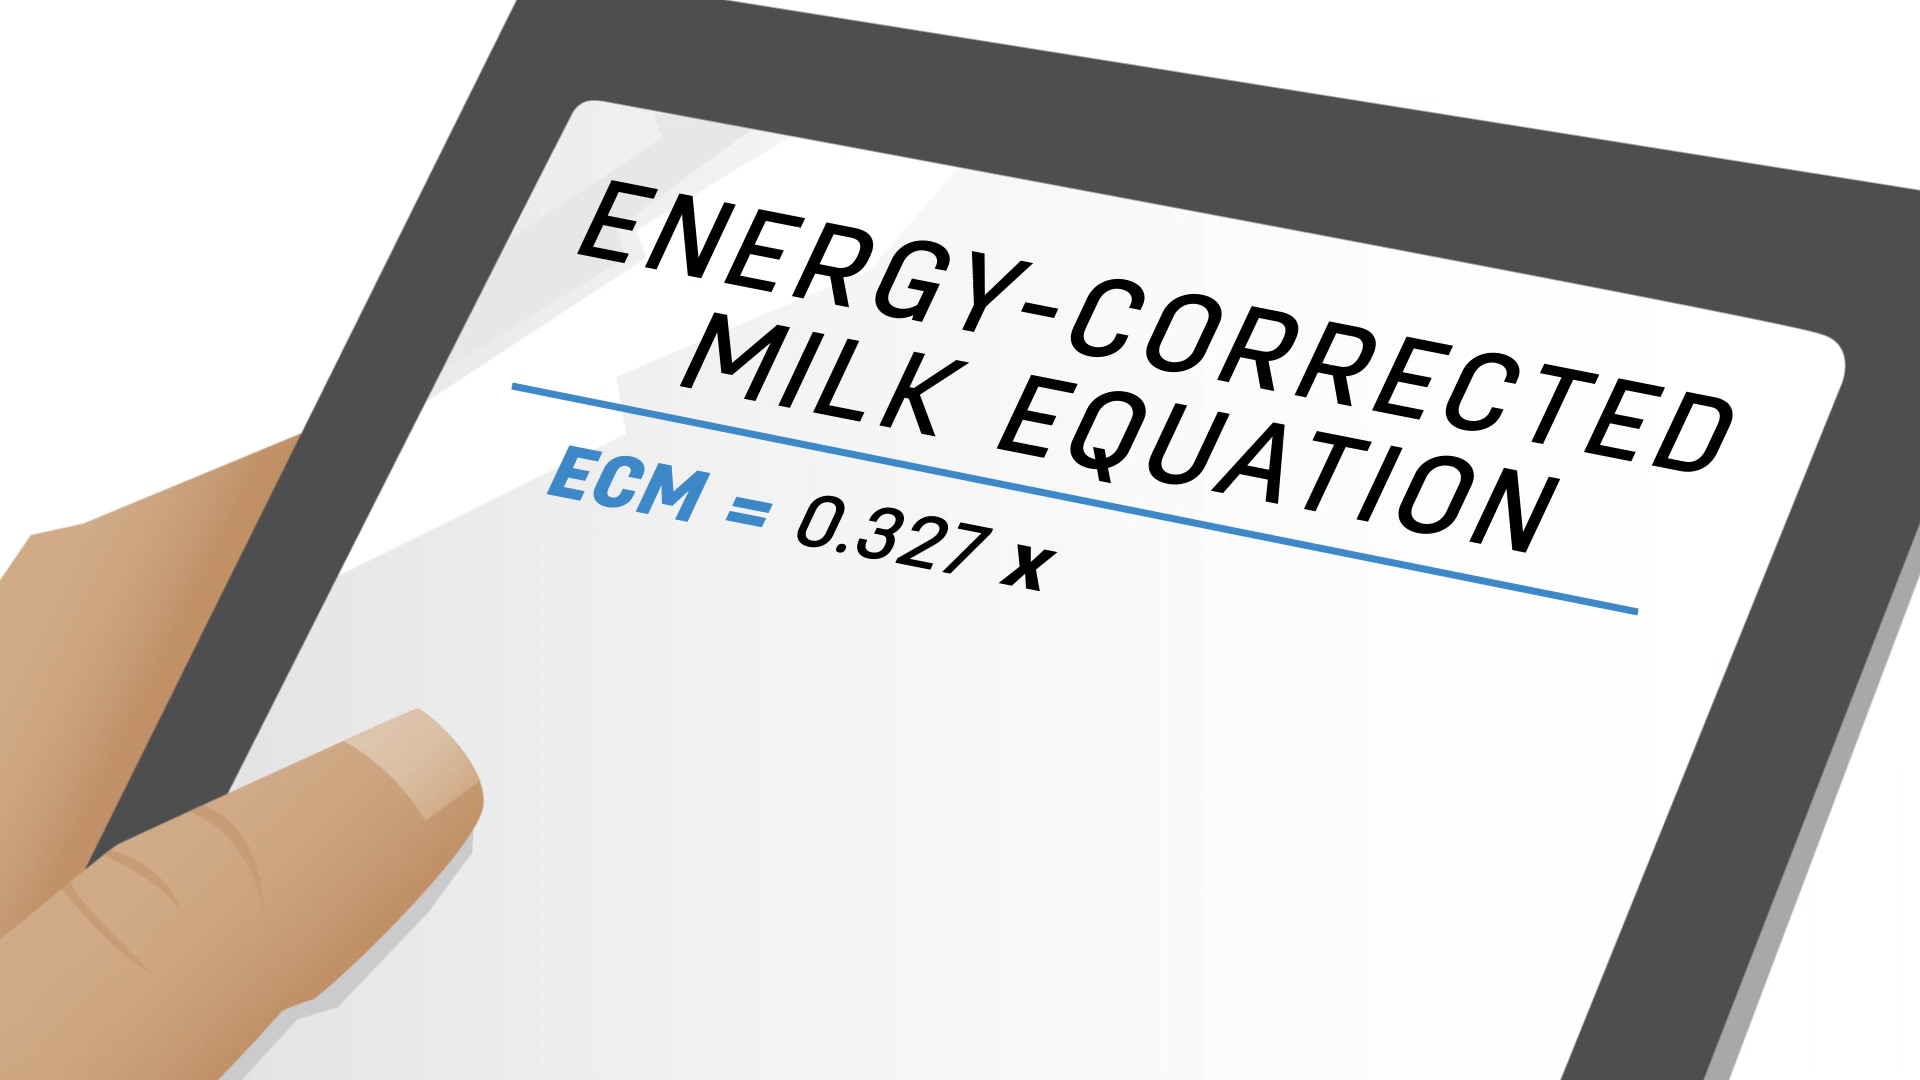 ENERGY-CORRECTED
MILK EQUATION
ECM = 0.327 x